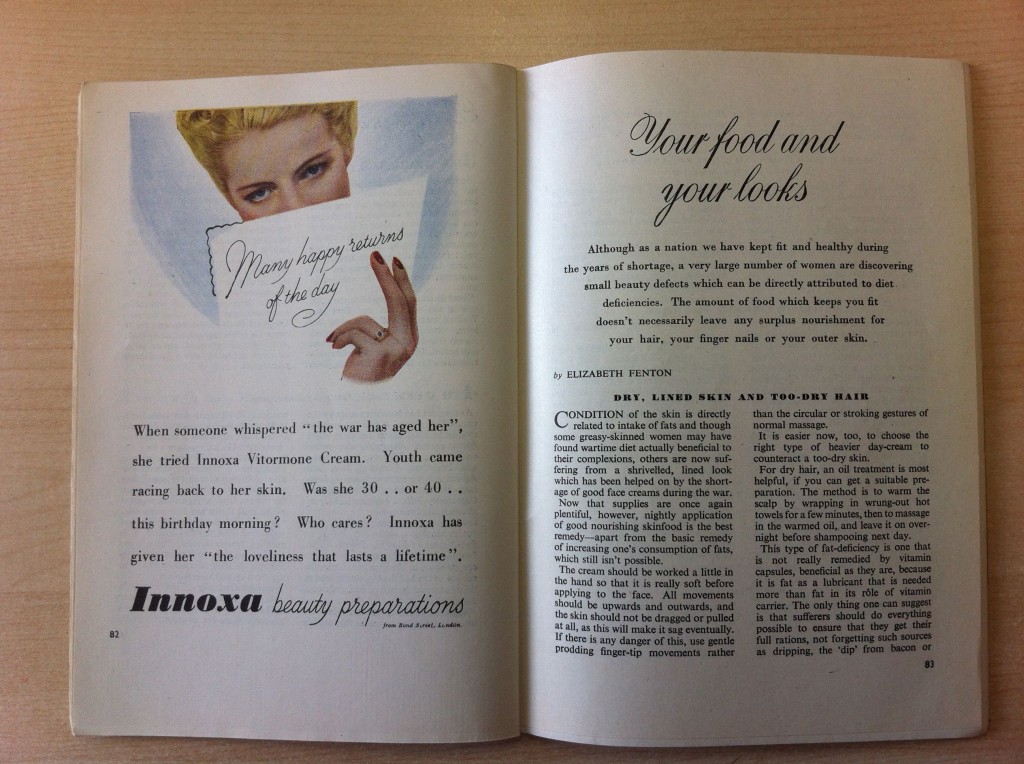 Many happy returns
of the day
When someone whispered "the war has aged her",
she tried Innoxa Vitormone Cream. Youth came
racing back to her skin. Was she 30 . . or 40 . .
this birthday morning? Who cares? Innoxa has
given her "the loveliness that lasts a lifetime".
Innoxa beauty preparations
from Bond Street, London.
82
Your food and
your looks
Although as a nation we have kept fit and healthy during
the years of shortage, a very large number of women are discovering
small beauty defects which can be directly attributed to diet
deficiencies. The amount of food which keeps you fit
doesn't necessarily leave any surplus nourishment for
your hair, your finger nails or your outer skin.
by ELIZABETH FENTON
DRY, LINED SKIN AND TOO-DRY HAIR
CONDITION of the skin is directly
related to intake of fats and though
some greasy-skinned women may have
found wartime diet actually beneficial to
their complexions, others are now suf-
fering from a shrivelled, lined look
which has been helped on by the short-
age of good face creams during the war.
Now that supplies are once again
plentiful, however, nightly application
of good nourishing skinfood is the best
remedy—apart from the basic remedy
of increasing one's consumption of fats,
which still isn't possible.
The cream should be worked a little in
the hand so that it is really soft before
applying to the face. All movements
should be upwards and outwards, and
the skin should not be dragged or pulled
at all, as this will make it sag eventually.
If there is any danger of this, use gentle
prodding finger-tip movements rather
than the circular or stroking gestures of
normal massage.
It is easier now, too, to choose the
right type of heavier day-cream to
counteract a too-dry skin.
For dry hair, an oil treatment is most
helpful, if you can get a suitable pre-
paration. The method is to warm the
scalp by wrapping in wrung-out hot
towels for a few minutes, then to massage
in the warmed oil, and leave it on over-
night before shampooing next day.
This type of fat-deficiency is one that
is not really remedied by vitamin
capsules, beneficial as they are, because
it is fat as a lubricant that is needed
more than fat in its rôle of vitamin
carrier. The only thing one can suggest
is that sufferers should do everything
possible to ensure that they get their
full rations, not forgetting such sources
as dripping, the 'dip' from bacon or
83